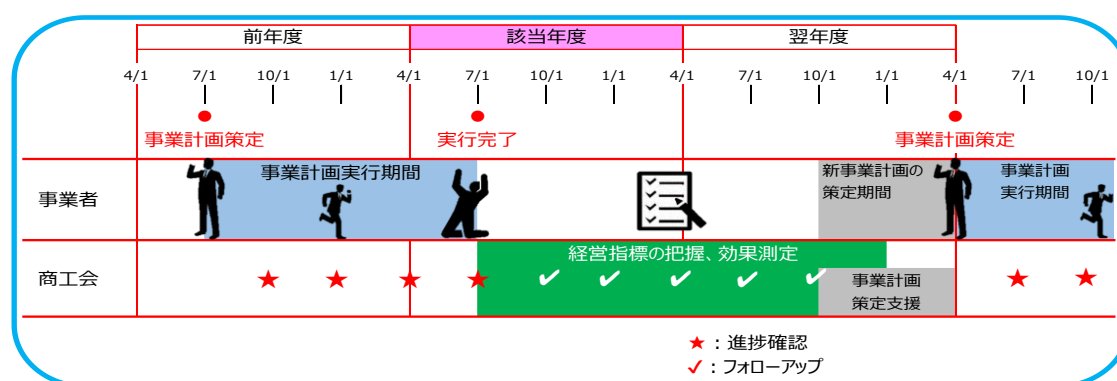 前年度 該当年度 翌年度
4/1 7/1 10/1 1/1 4/1 7/1 10/1 1/1 4/1 7/1 10/1 1/1 4/1 7/1 10/1
事業計画策定 実行完了 事業計画策定
事業者
事業計画実行期間
新事業計画の
策定期間
事業計画
実行期間
商工会
経営指標の把握、効果測定
事業計画
策定支援
★：進捗確認
✓：フォローアップ